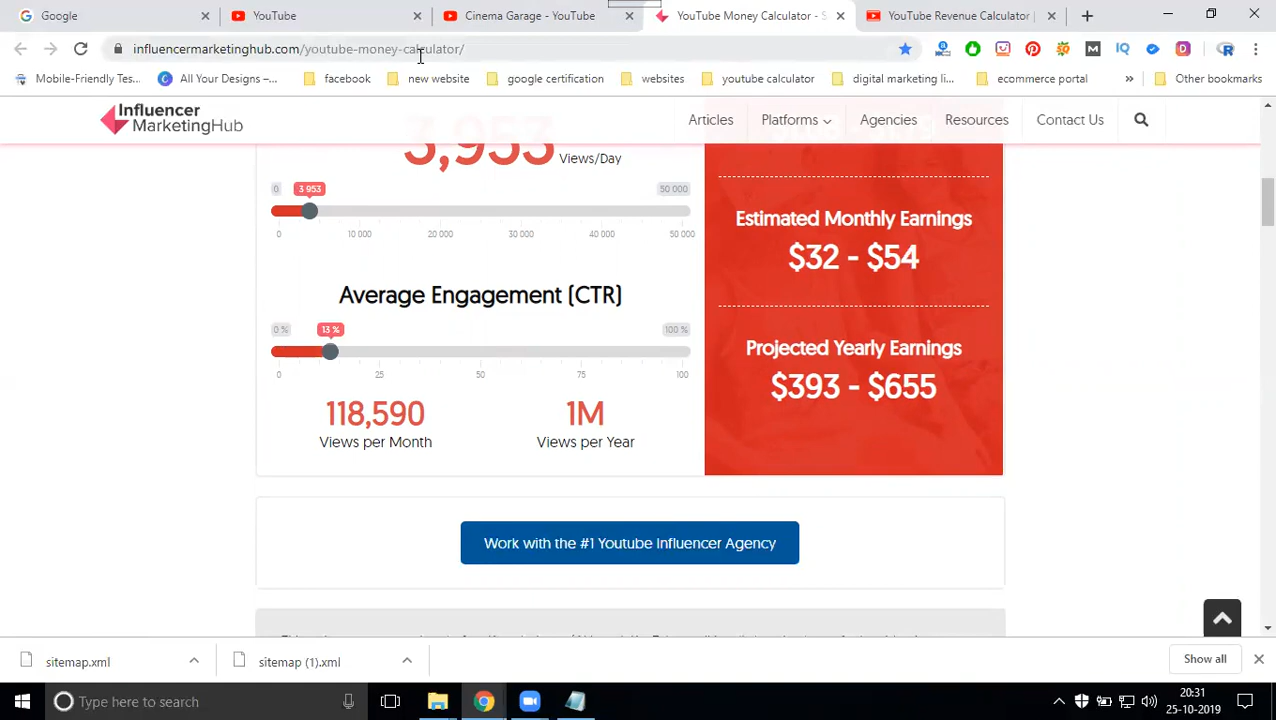 Google
YouTube
Cinema Garage - YouTube
YouTube Money Calculator - S
YouTube Revenue Calculator
influencermarketinghub.com/youtube-money-calculator/
Mobile-Friendly Tes...
All Your Designs –...
facebook
new website
google certification
websites
youtube calculator
digital marketing li...
ecommerce portal
Other bookmarks
Influencer
MarketingHub
Articles
Platforms
Agencies
Resources
Contact Us
3,953 Views/Day
0
3 953
50 000
0 10 000 20 000 30 000 40 000 50 000
Average Engagement (CTR)
0 %
13 %
100 %
0 25 50 75 100
118,590
Views per Month
1M
Views per Year
Estimated Monthly Earnings
$32 - $54
Projected Yearly Earnings
$393 - $655
Work with the #1 Youtube Influencer Agency
sitemap.xml
sitemap (1).xml
Show all
Type here to search
20:31
25-10-2019